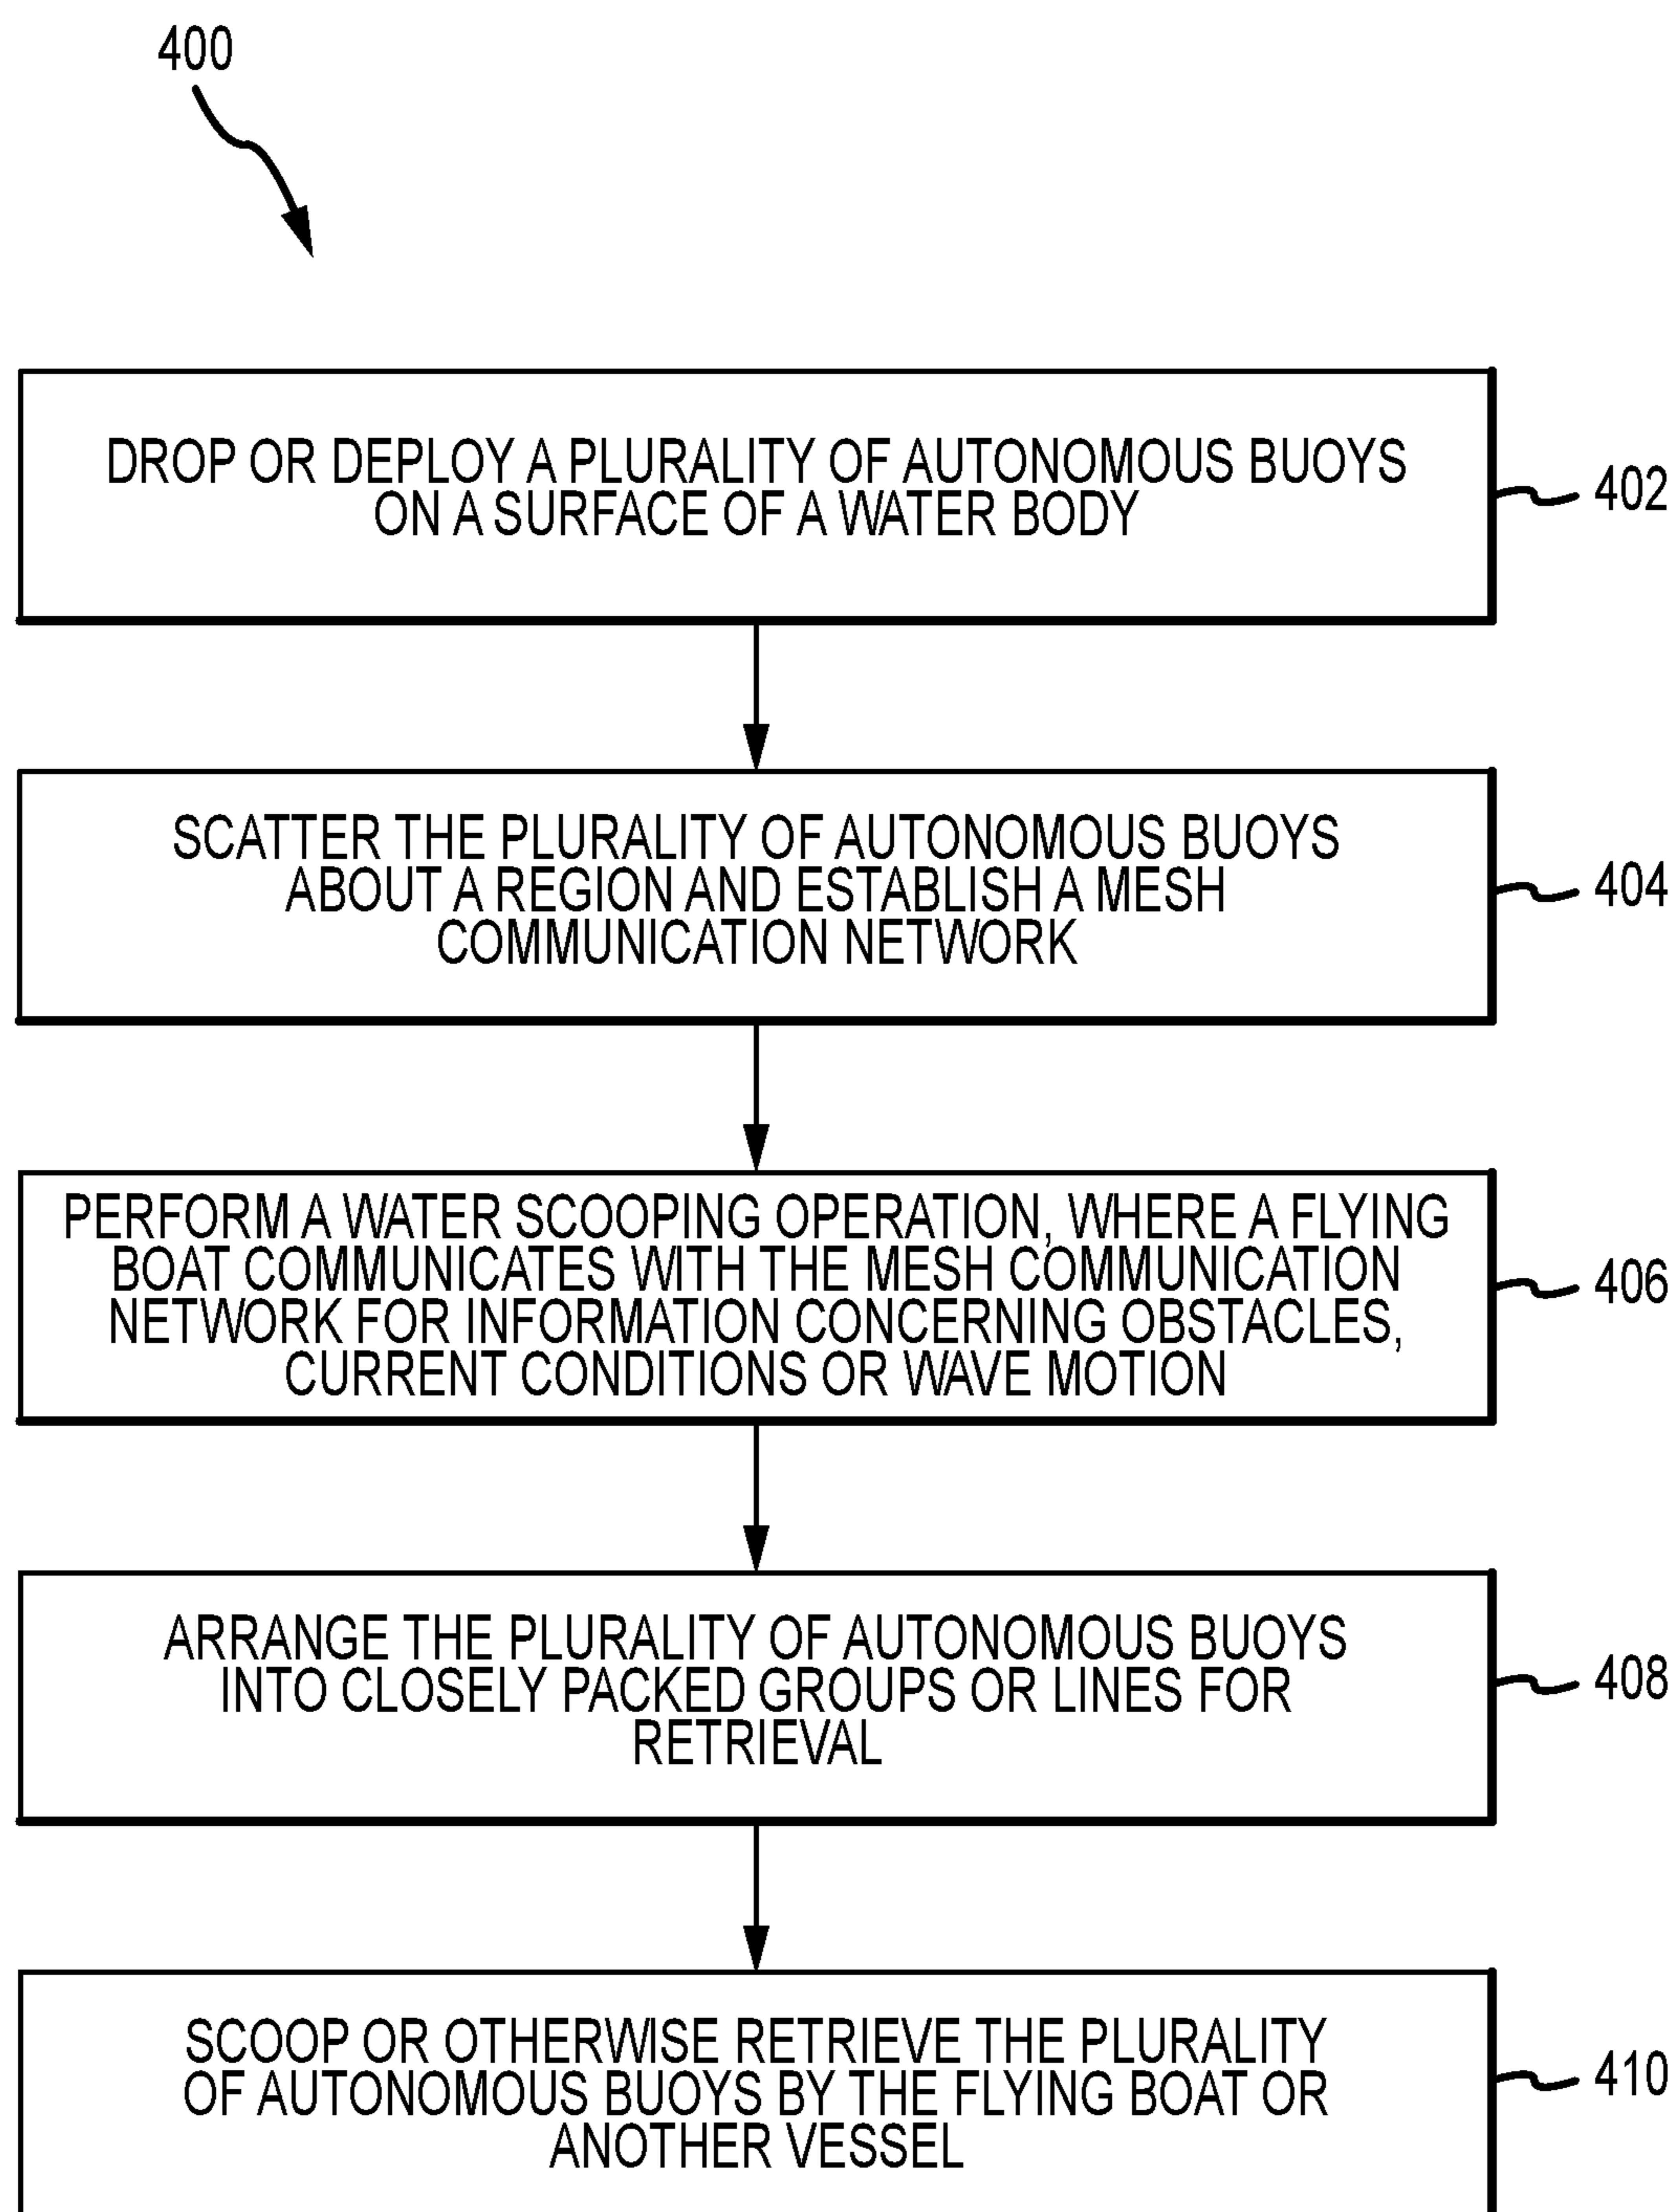 400
DROP OR DEPLOY A PLURALITY OF AUTONOMOUS BUOYS
ON A SURFACE OF A WATER BODY
402
SCATTER THE PLURALITY OF AUTONOMOUS BUOYS
ABOUT A REGION AND ESTABLISH A MESH
COMMUNICATION NETWORK
404
PERFORM A WATER SCOOPING OPERATION, WHERE A FLYING
BOAT COMMUNICATES WITH THE MESH COMMUNICATION
NETWORK FOR INFORMATION CONCERNING OBSTACLES,
CURRENT CONDITIONS OR WAVE MOTION
406
ARRANGE THE PLURALITY OF AUTONOMOUS BUOYS
INTO CLOSELY PACKED GROUPS OR LINES FOR
RETRIEVAL
408
SCOOP OR OTHERWISE RETRIEVE THE PLURALITY
OF AUTONOMOUS BUOYS BY THE FLYING BOAT OR
ANOTHER VESSEL
410